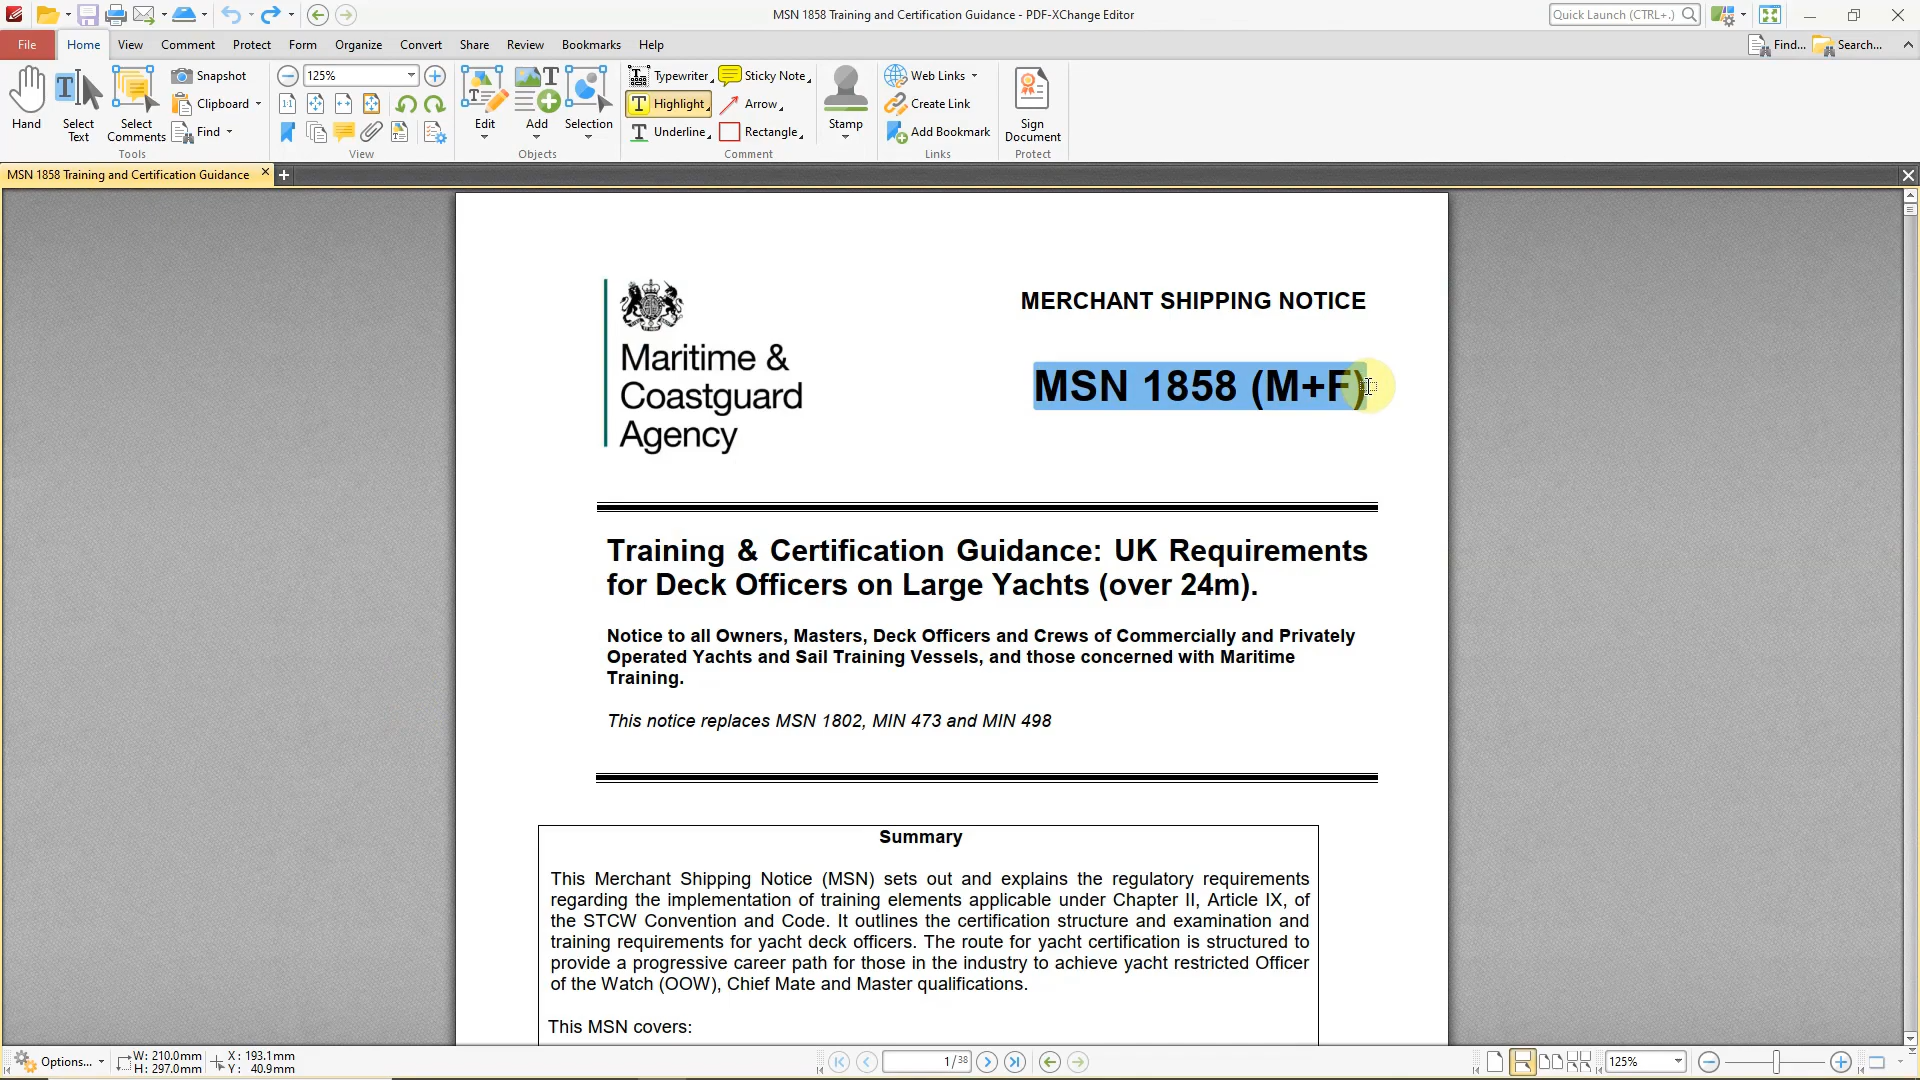 MSN 1858 Training and Certification Guidance - PDF-XChange Editor
Quick Launch (CTRL+.)
File Home View Comment Protect Form Organize Convert Share Review Bookmarks Help
Find... Search...
Hand
Select Text
Select Comments
Snapshot
Clipboard
Find
Tools
125%
1:1
View
Edit
Add
Selection
Objects
Typewriter
Highlight
Underline
Sticky Note
Arrow
Rectangle
Stamp
Comment
Web Links
Create Link
Add Bookmark
Links
Sign Document
Protect
MSN 1858 Training and Certification Guidance
Maritime &
Coastguard
Agency
MERCHANT SHIPPING NOTICE
MSN 1858 (M+F)
Training & Certification Guidance: UK Requirements
for Deck Officers on Large Yachts (over 24m).
Notice to all Owners, Masters, Deck Officers and Crews of Commercially and Privately
Operated Yachts and Sail Training Vessels, and those concerned with Maritime
Training.
This notice replaces MSN 1802, MIN 473 and MIN 498
Summary
This Merchant Shipping Notice (MSN) sets out and explains the regulatory requirements
regarding the implementation of training elements applicable under Chapter II, Article IX, of
the STCW Convention and Code. It outlines the certification structure and examination and
training requirements for yacht deck officers. The route for yacht certification is structured to
provide a progressive career path for those in the industry to achieve yacht restricted Officer
of the Watch (OOW), Chief Mate and Master qualifications.
This MSN covers:
Options...
W: 210.0mm
H: 297.0mm
X: 193.1mm
Y: 40.9mm
1/38
125%